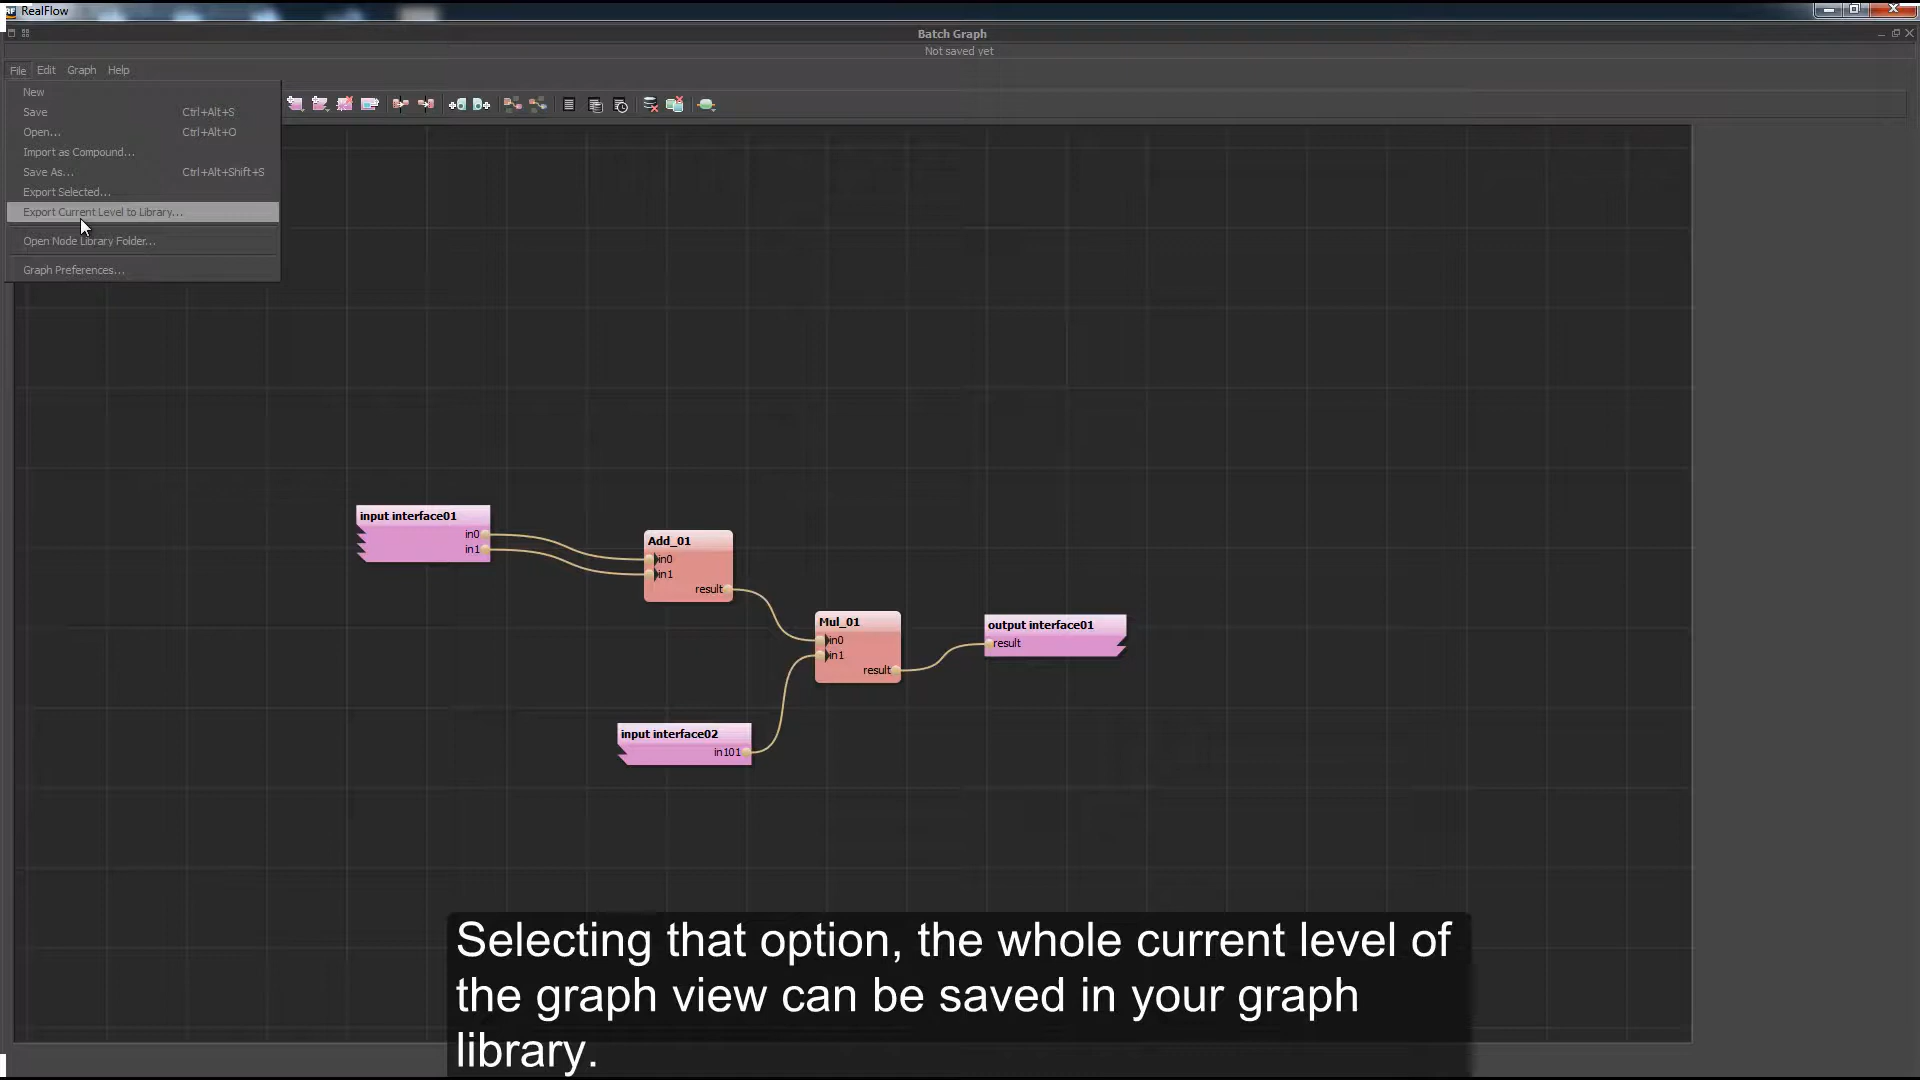 RealFlow
Batch Graph
Not saved yet
File Edit Graph Help
New
Save Ctrl+Alt+S
Open... Ctrl+Alt+O
Import as Compound...
Save As... Ctrl+Alt+Shift+S
Export Selected...
Export Current Level to Library...
Open Node Library Folder...
Graph Preferences...
input interface01
in0
in1
Add_01
in0
in1
result
Mul_01
in0
in1
result
output interface01
result
input interface02
in101
Selecting that option, the whole current level of
the graph view can be saved in your graph
library.